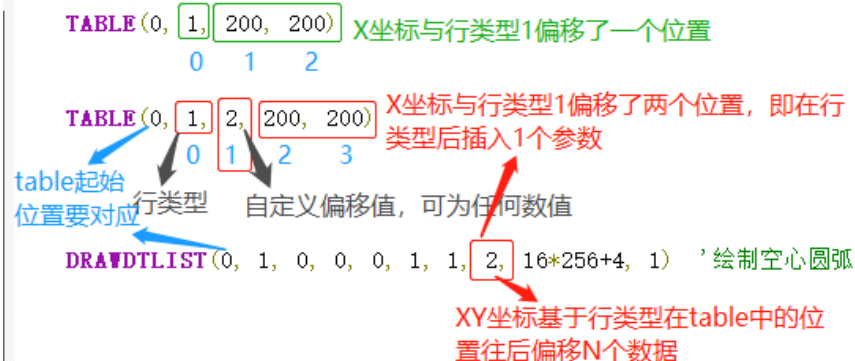 TABLE(0, 1, 200, 200) X坐标与行类型1偏移了一个位置
0 1 2
TABLE(0, 1, 2, 200, 200) X坐标与行类型1偏移了两个位置，即在行
类型后插入1个参数
0 1 2 3
table起始
位置要对应
行类型
自定义偏移值，可为任何数值
DRAWDTLIST(0, 1, 0, 0, 0, 1, 1, 2, 16*256+4, 1) '绘制空心圆弧
XY坐标基于行类型在table中的位
置往后偏移N个数据